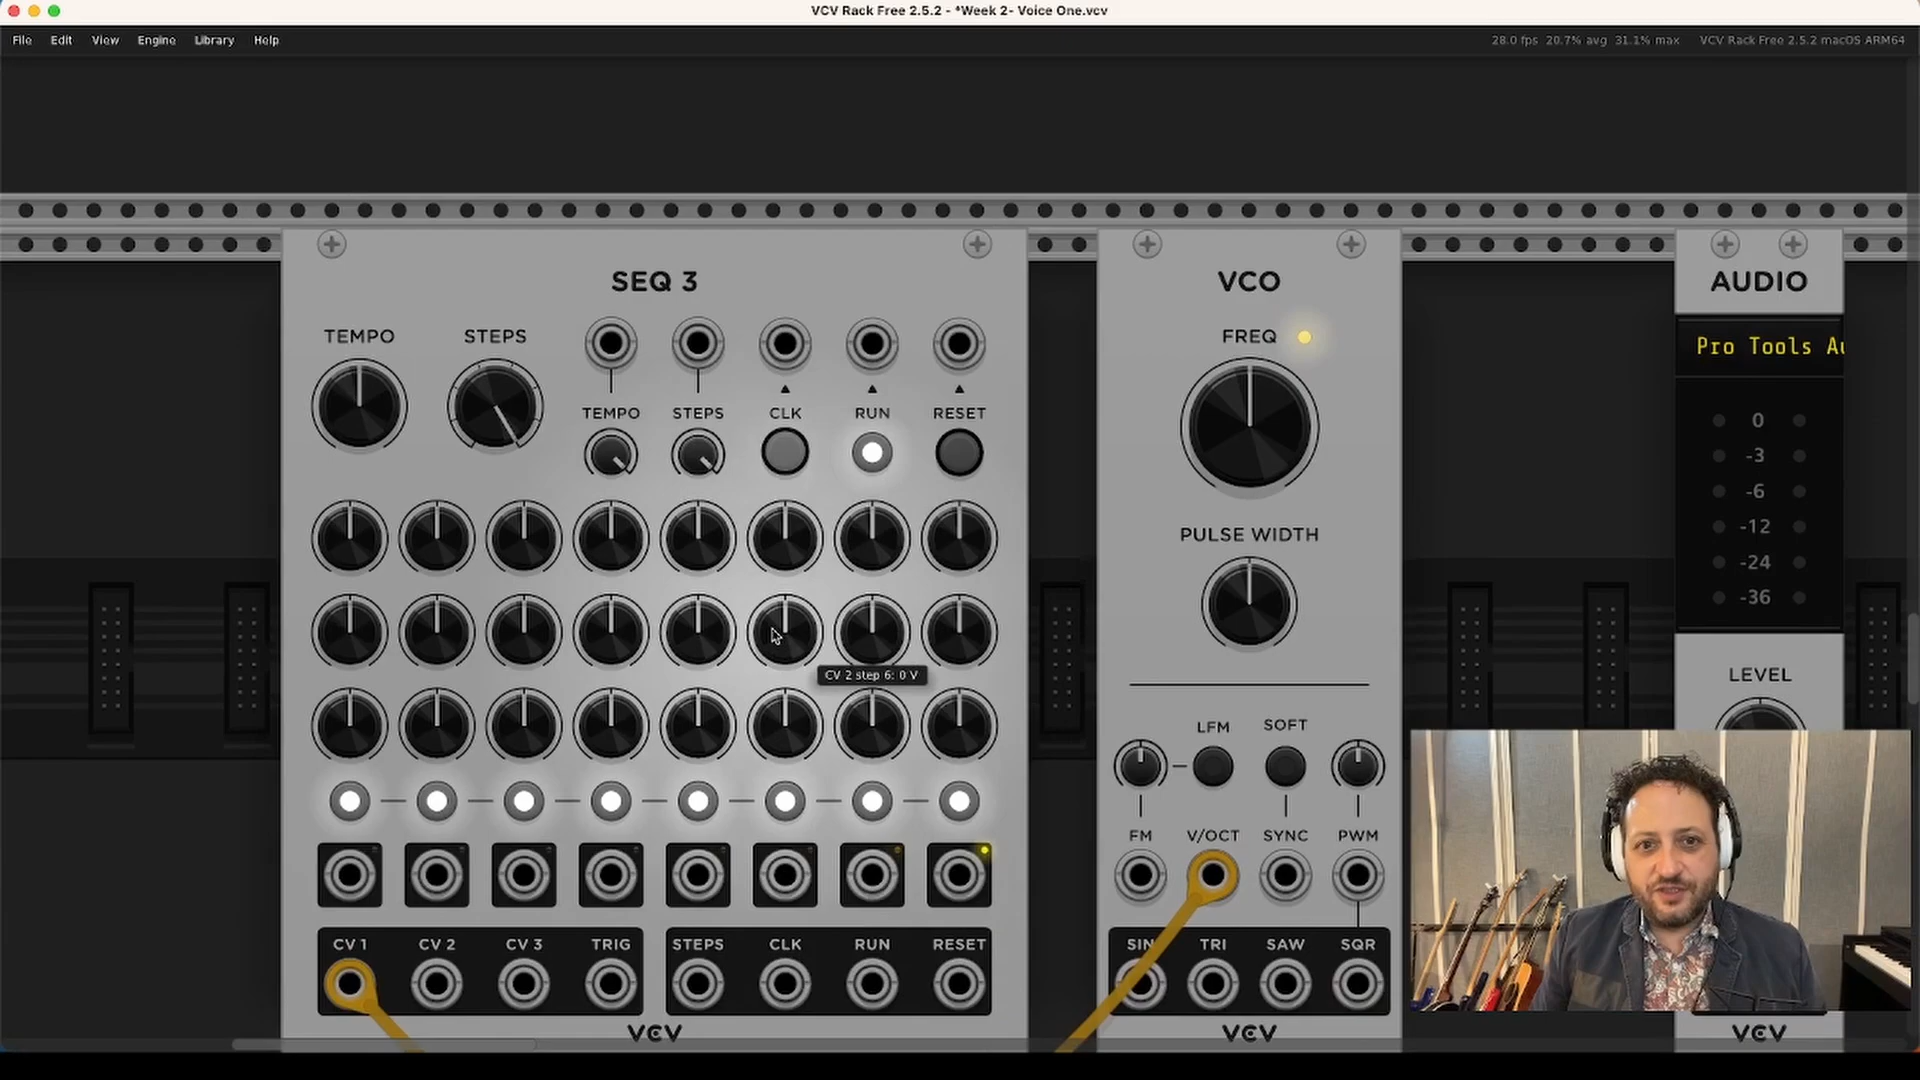 VCV Rack Free 2.5.2 - *Week 2- Voice One.vcv
File Edit View Engine Library Help
28.0 fps 20.7% avg 31.1% max VCV Rack Free 2.5.2 macOS ARM64
SEQ 3
TEMPO STEPS
TEMPO STEPS CLK RUN RESET
CV 2 step 6: 0 V
CV 1 CV 2 CV 3 TRIG STEPS CLK RUN RESET
VCV
VCO
FREQ
PULSE WIDTH
LFM SOFT
FM V/OCT SYNC PWM
SIN TRI SAW SQR
VCV
AUDIO
Pro Tools
0
-3
-6
-12
-24
-36
LEVEL
VCV